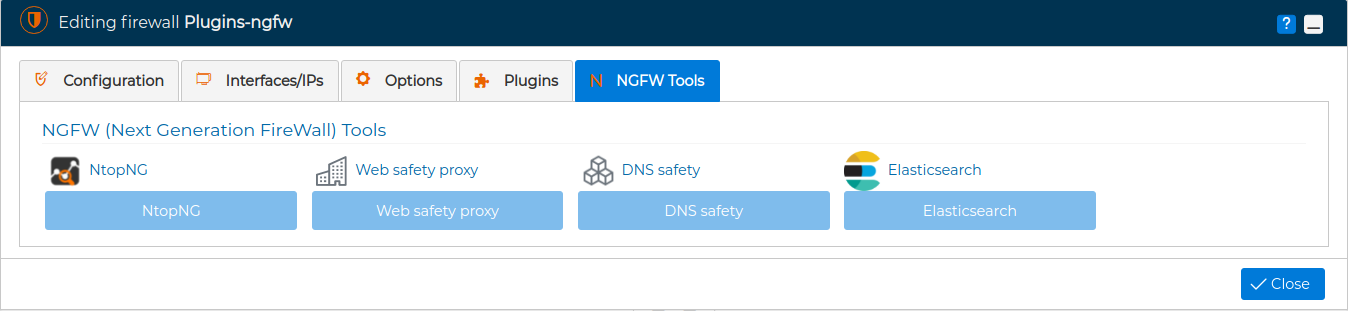 Editing firewall Plugins-ngfw
?
Configuration Interfaces/IPs Options Plugins N NGFW Tools
NGFW (Next Generation FireWall) Tools
NtopNG Web safety proxy DNS safety Elasticsearch
NtopNG Web safety proxy DNS safety Elasticsearch
Close